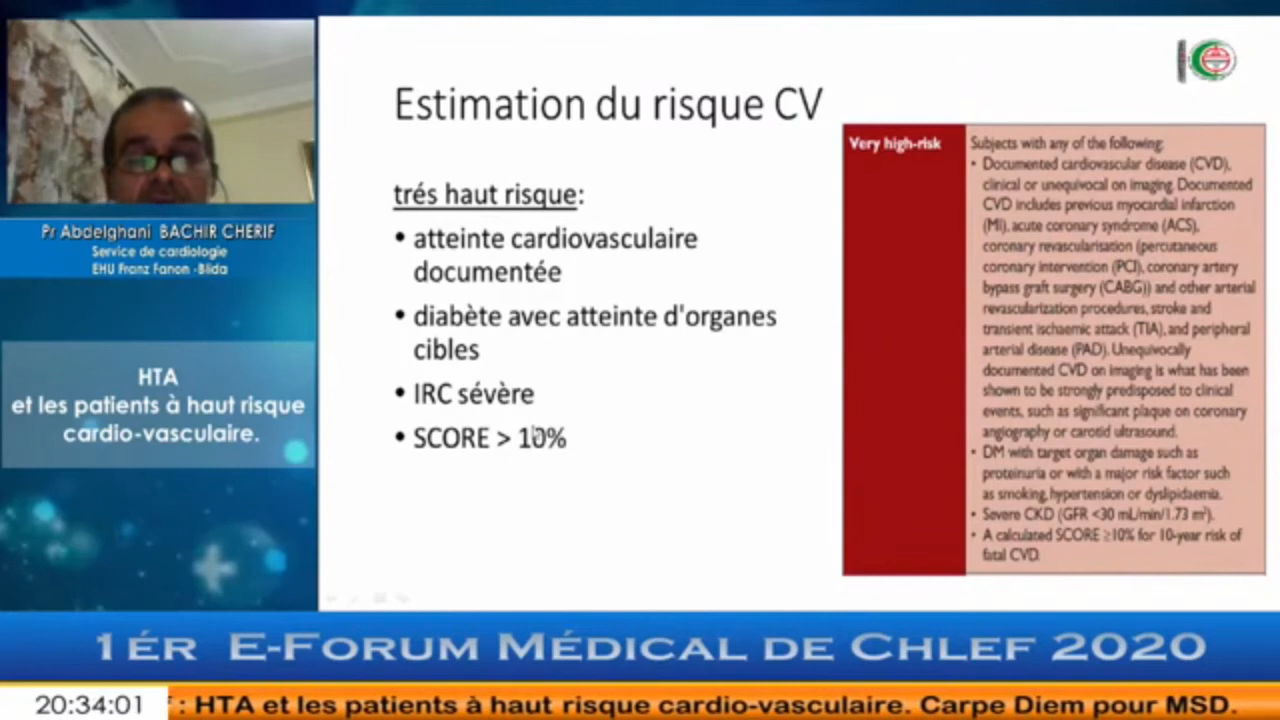 Pr Abdelghani BACHIR CHERIF
Service de cardiologie
EHU Franz Fanon -Blida
HTA
et les patients à haut risque
cardio-vasculaire.
Estimation du risque CV
trés haut risque:
• atteinte cardiovasculaire
documentée
• diabète avec atteinte d'organes
cibles
• IRC sévère
• SCORE > 10%
Very high-risk
Subjects with any of the following:
• Documented cardiovascular disease (CVD),
clinical or unequivocal on imaging. Documented
CVD includes previous myocardial infarction
(MI), acute coronary syndrome (ACS),
coronary revascularisation (percutaneous
coronary intervention (PCI), coronary artery
bypass graft surgery (CABG)) and other arterial
revascularization procedures, stroke and
transient ischaemic attack (TIA), and peripheral
arterial disease (PAD). Unequivocally
documented CVD on imaging is what has been
shown to be strongly predisposed to clinical
events, such as significant plaque on coronary
angiography or carotid ultrasound.
• DM with target organ damage such as
proteinuria or with a major risk factor such
as smoking, hypertension or dyslipidaemia.
• Severe CKD (GFR <30 mL/min/1.73 m²).
• A calculated SCORE ≥10% for 10-year risk of
fatal CVD.
1ÉR E-FORUM MÉDICAL DE CHLEF 2020
20:34:01 : HTA et les patients à haut risque cardio-vasculaire. Carpe Diem pour MSD.